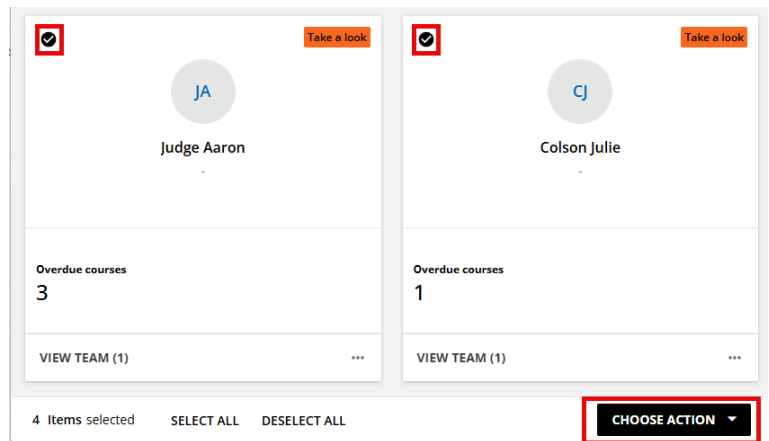 Take a look
JA
Judge Aaron
-
Overdue courses
3
VIEW TEAM (1)
Take a look
CJ
Colson Julie
-
Overdue courses
1
VIEW TEAM (1)
4 Items selected SELECT ALL DESELECT ALL CHOOSE ACTION